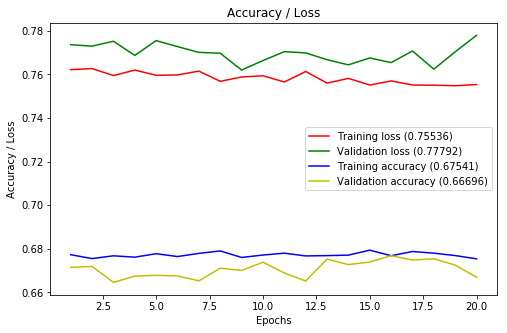 Accuracy / Loss
Accuracy / Loss
0.78
0.76
0.74
0.72
0.70
0.68
0.66
Training loss (0.75536)
Validation loss (0.77792)
Training accuracy (0.67541)
Validation accuracy (0.66696)
2.5 5.0 7.5 10.0 12.5 15.0 17.5 20.0
Epochs